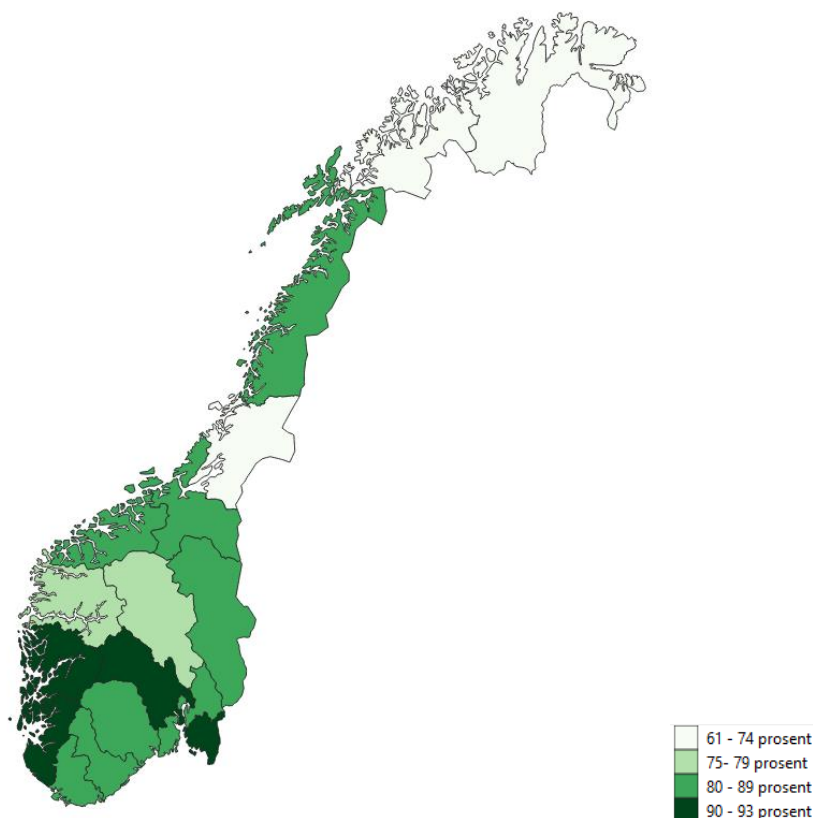 61 - 74 prosent
75- 79 prosent
80 - 89 prosent
90 - 93 prosent